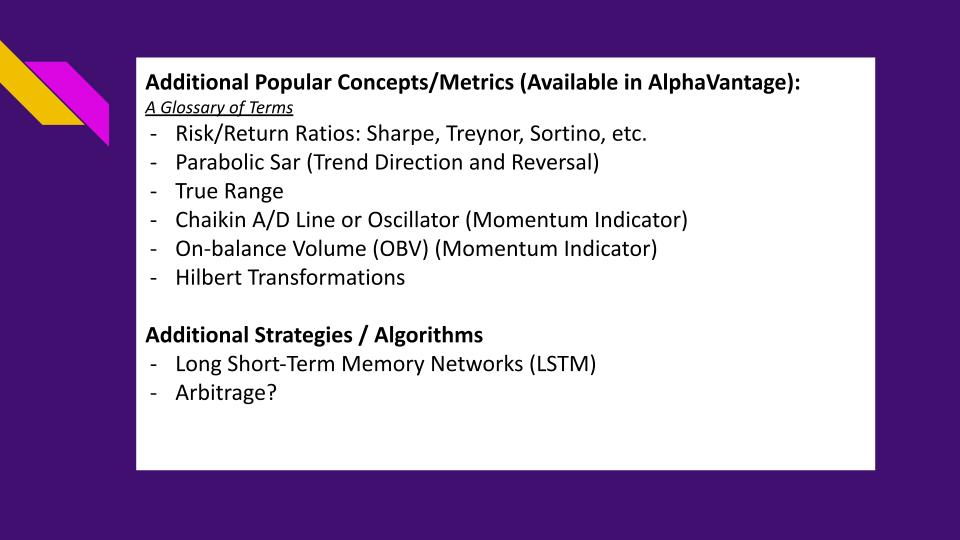 Additional Popular Concepts/Metrics (Available in AlphaVantage):
A Glossary of Terms
- Risk/Return Ratios: Sharpe, Treynor, Sortino, etc.
- Parabolic Sar (Trend Direction and Reversal)
- True Range
- Chaikin A/D Line or Oscillator (Momentum Indicator)
- On-balance Volume (OBV) (Momentum Indicator)
- Hilbert Transformations
Additional Strategies / Algorithms
- Long Short-Term Memory Networks (LSTM)
- Arbitrage?